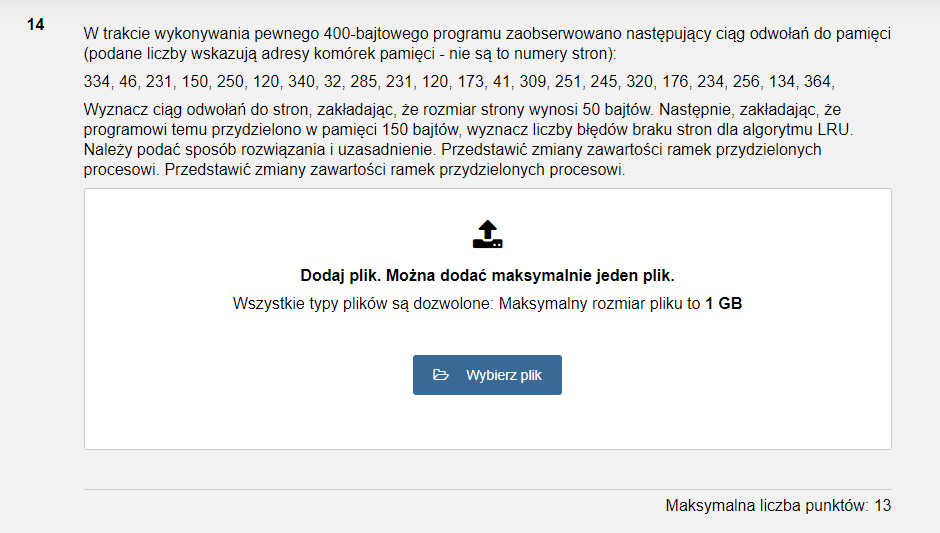 14
W trakcie wykonywania pewnego 400-bajtowego programu zaobserwowano następujący ciąg odwołań do pamięci
(podane liczby wskazują adresy komórek pamięci - nie są to numery stron):
334, 46, 231, 150, 250, 120, 340, 32, 285, 231, 120, 173, 41, 309, 251, 245, 320, 176, 234, 256, 134, 364,
Wyznacz ciąg odwołań do stron, zakładając, że rozmiar strony wynosi 50 bajtów. Następnie, zakładając, że
programowi temu przydzielono w pamięci 150 bajtów, wyznacz liczby błędów braku stron dla algorytmu LRU.
Należy podać sposób rozwiązania i uzasadnienie. Przedstawić zmiany zawartości ramek przydzielonych
procesowi. Przedstawić zmiany zawartości ramek przydzielonych procesowi.
Dodaj plik. Można dodać maksymalnie jeden plik.
Wszystkie typy plików są dozwolone: Maksymalny rozmiar pliku to 1 GB
Wybierz plik
Maksymalna liczba punktów: 13